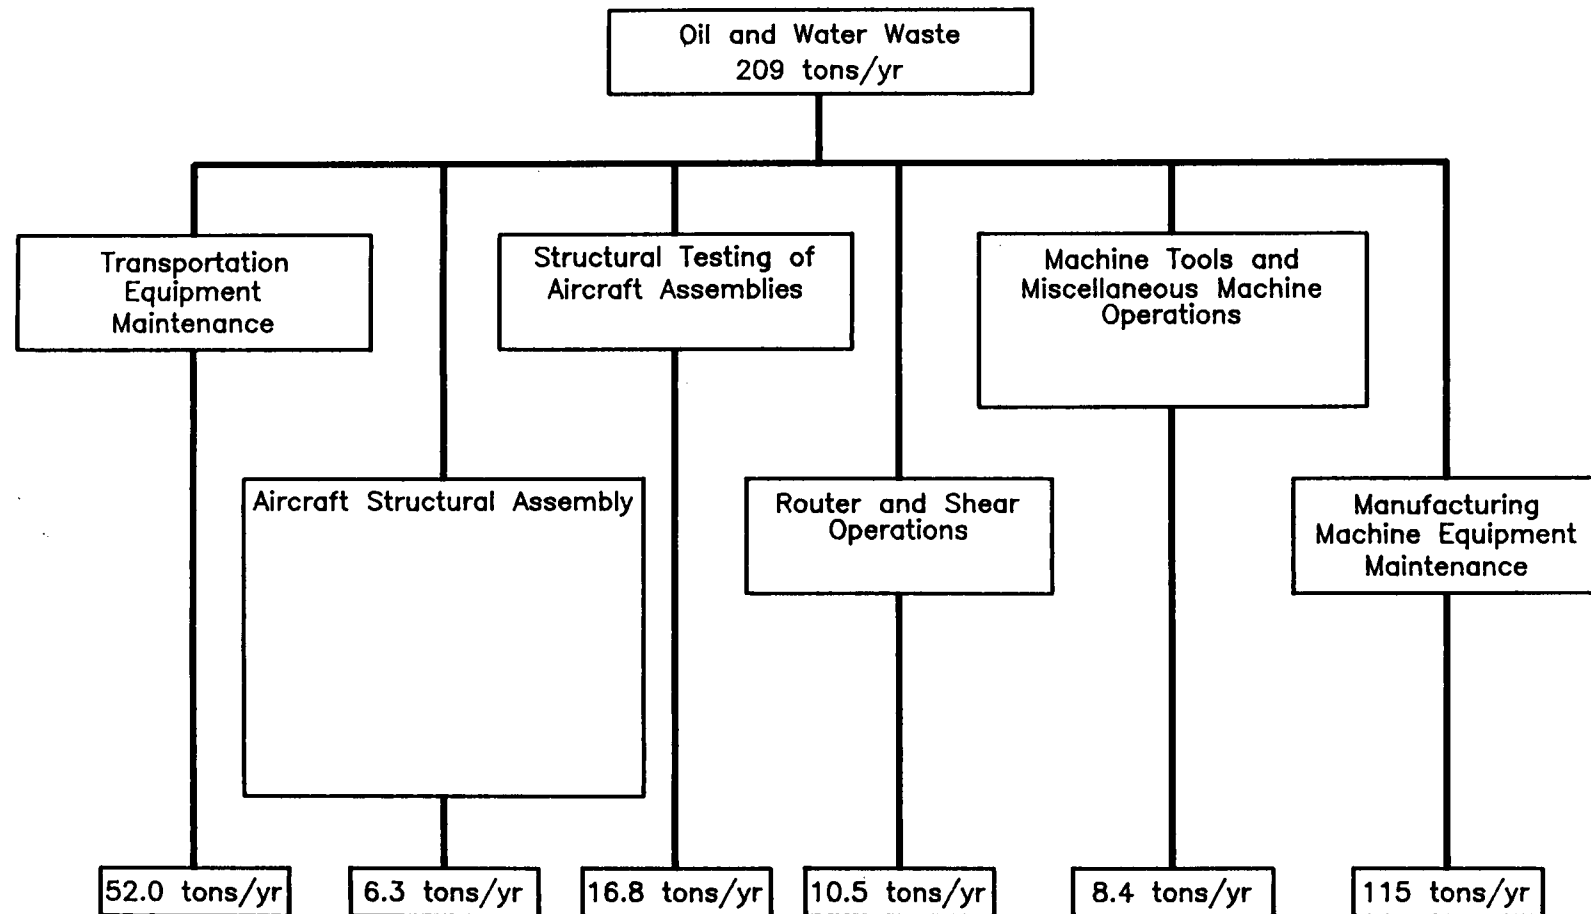 Oil and Water Waste
209 tons/yr
Transportation
Equipment
Maintenance
Structural Testing of
Aircraft Assemblies
Machine Tools and
Miscellaneous Machine
Operations
Aircraft Structural Assembly
Router and Shear
Operations
Manufacturing
Machine Equipment
Maintenance
52.0 tons/yr
6.3 tons/yr
16.8 tons/yr
10.5 tons/yr
8.4 tons/yr
115 tons/yr